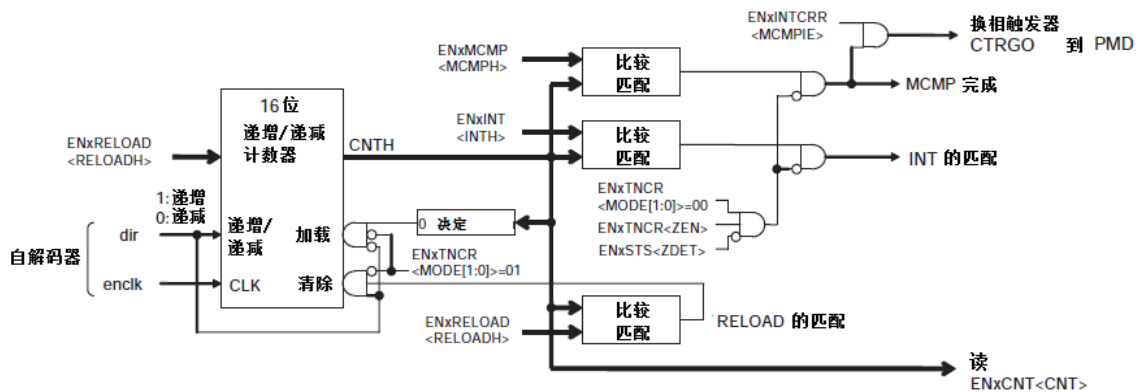 ENxINTCRR
<MCMPIE>
换相触发器
CTRGO 到 PMD
ENxMCMP
<MCMPH>
比较
匹配
MCMP 完成
16位
递增/递减
计数器
ENxRELOAD
<RELOADH>
CNTH
ENxINT
<INTH>
比较
匹配
INT 的匹配
ENxTNCR
<MODE[1:0]>=00
ENxTNCR<ZEN>
ENxSTS<ZDET>
1:递增
0:递减
自解码器
dir
enclk
递增/
递减
加载
0 决定
ENxTNCR
<MODE[1:0]>=01
CLK
清除
ENxRELOAD
<RELOADH>
比较
匹配
RELOAD 的匹配
读
ENxCNT<CNT>